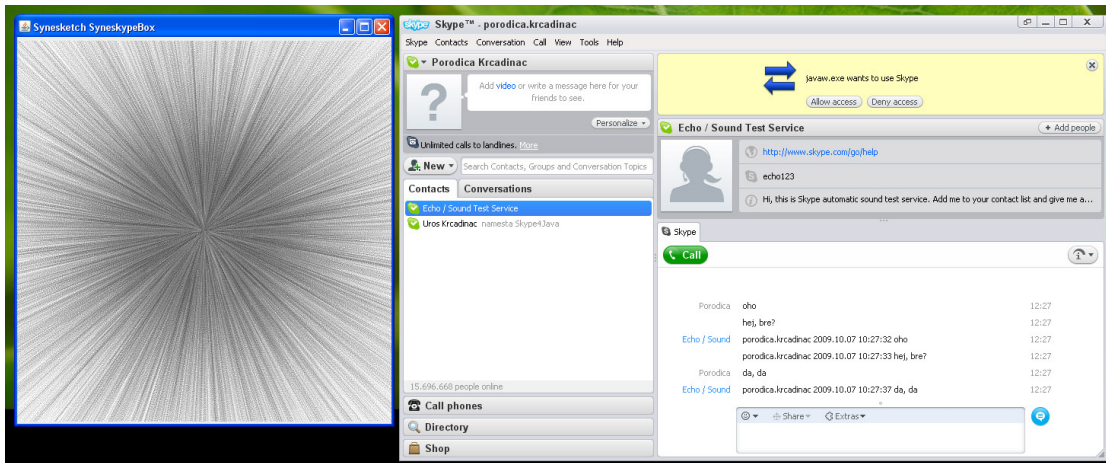 Synesketch SyneskypeBox
Skype™ - porodica.krcadinac
Skype Contacts Conversation Call View Tools Help
Porodica Krcadinac
Add video or write a message here for your
friends to see.
Personalize
Unlimited calls to landlines. More
New
Search Contacts, Groups and Conversation Topics
Contacts Conversations
Echo / Sound Test Service
Uros Krcadinac namesta Skype4Java
15.696.668 people online
Call phones
Directory
Shop
javaw.exe wants to use Skype
Allow access Deny access
Echo / Sound Test Service
+ Add people
http://www.skype.com/go/help
echo123
Hi, this is Skype automatic sound test service. Add me to your contact list and give me a...
Skype
Call
Porodica oho 12:27
hej, bre? 12:27
Echo / Sound porodica.krcadinac 2009.10.07 10:27:32 oho 12:27
porodica.krcadinac 2009.10.07 10:27:33 hej, bre? 12:27
Porodica da, da 12:27
Echo / Sound porodica.krcadinac 2009.10.07 10:27:37 da, da 12:27
Share Extras